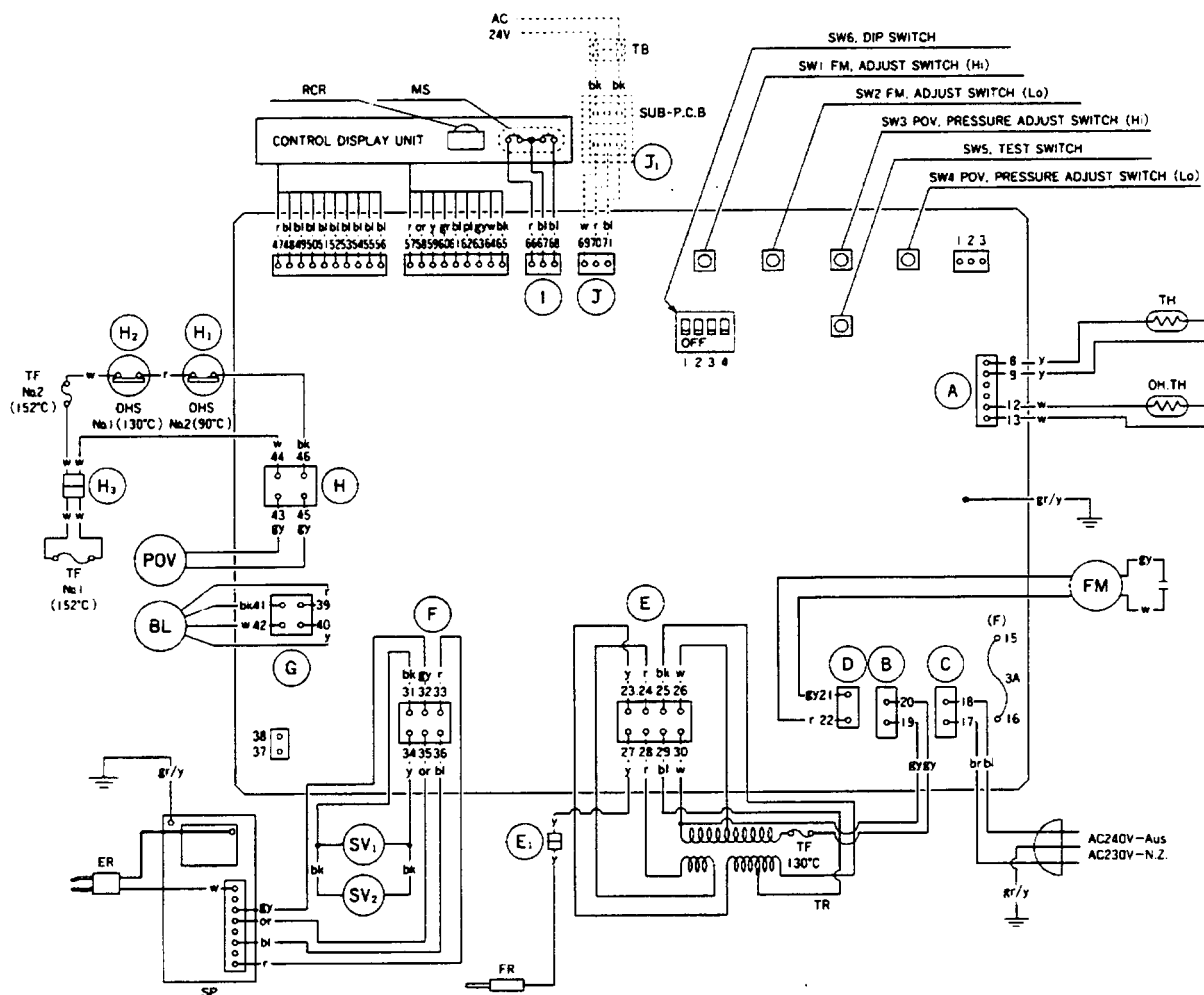 AC
24V
TB
bk bk
SUB-P.C.B
J1
SW6, DIP SWITCH
SW1 FM, ADJUST SWITCH (Hi)
SW2 FM, ADJUST SWITCH (Lo)
SW3 POV, PRESSURE ADJUST SWITCH (Hi)
SW5, TEST SWITCH
SW4 POV, PRESSURE ADJUST SWITCH (Lo)
RCR
MS
CONTROL DISPLAY UNIT
r bl bl bl bl bl bl bl bl bl
47 48 49 50 51 52 53 54 55 56
r or y gr bl pl gy w bk
57 58 59 60 61 62 63 64 65
r bl bl
66 67 68
w r bl
69 70 71
I
J
1 2 3
OFF
1 2 3 4
TH
8 y
9 y
A
OH.TH
12 w
13 w
gr/y
H2
H1
TF
No.2
(152°C)
w
r
OHS
No.1 (130°C)
OHS
No.2 (90°C)
w
44
bk
46
H
43
gy
45
gy
w w
H3
w w
TF
No.1
(152°C)
POV
BL
r
bk 41
39
w 42
40
y
G
38
37
F
bk gy r
31 32 33
34 35 36
y or bl
E
y r bk w
23 24 25 26
27 28 29 30
y r bl w
FM
gy
w
(F)
15
3A
16
D
B
C
gy 21
r 22
20
19
18
17
gy gy
br bl
gr/y
ER
w
gy
or
bl
r
SP
SV1
SV2
bk
bk
y
E1
y
FR
TF
130°C
TR
AC240V-Aus
AC230V-N.Z.
gr/y